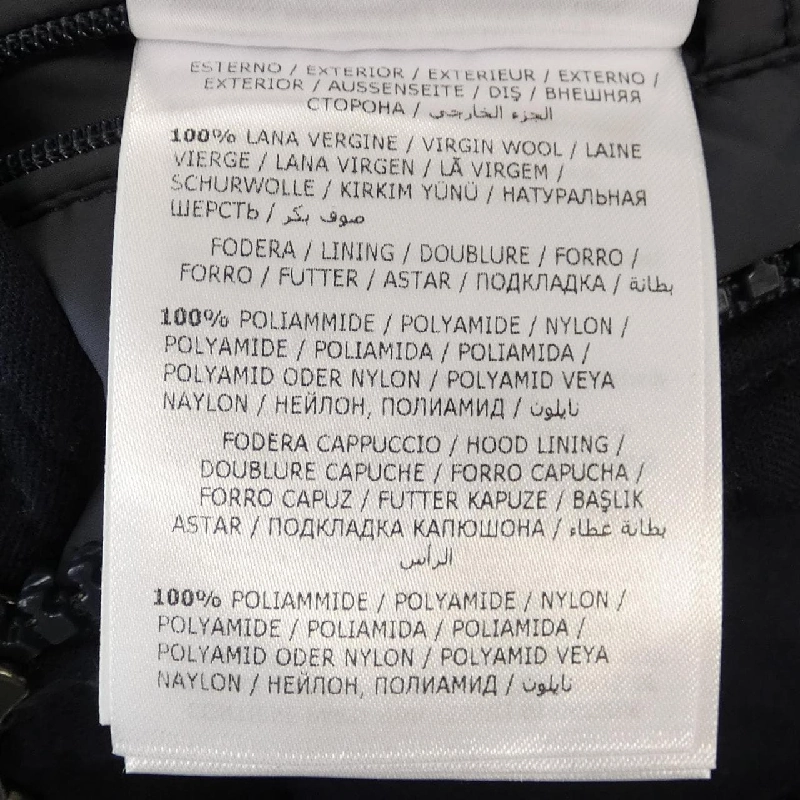 ESTERNO / EXTERIOR / EXTERIEUR / EXTERNO /
EXTERIOR / AUSSENSEITE / DIŞ / ВНЕШНЯЯ
СТОРОНА / الجزء الخارجي
100% LANA VERGINE / VIRGIN WOOL / LAINE
VIERGE / LANA VIRGEN / LÃ VIRGEM /
SCHURWOLLE / KIRKIM YÜNÜ / НАТУРАЛЬНАЯ
ШЕРСТЬ / صوف بكر
FODERA / LINING / DOUBLURE / FORRO /
FORRO / FUTTER / ASTAR / ПОДКЛАДКА / بطانة
100% POLIAMMIDE / POLYAMIDE / NYLON /
POLYAMIDE / POLIAMIDA / POLIAMIDA /
POLYAMID ODER NYLON / POLYAMID VEYA
NAYLON / НЕЙЛОН, ПОЛИАМИД / نايلون
FODERA CAPPUCCIO / HOOD LINING /
DOUBLURE CAPUCHE / FORRO CAPUCHA /
FORRO CAPUZ / FUTTER KAPUZE / BAŞLIK
ASTAR / ПОДКЛАДКА КАПЮШОНА / بطانة غطاء
الرأس
100% POLIAMMIDE / POLYAMIDE / NYLON /
POLYAMIDE / POLIAMIDA / POLIAMIDA /
POLYAMID ODER NYLON / POLYAMID VEYA
NAYLON / НЕЙЛОН, ПОЛИАМИД / نايلون